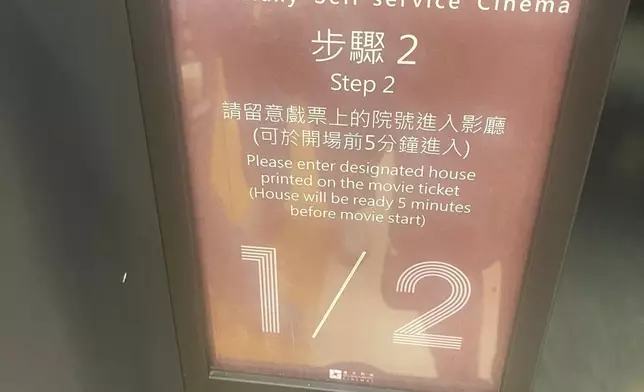 Self-service Cinema
步驟 2
Step 2
請留意戲票上的院號進入影廳
(可於開場前5分鐘進入)
Please enter designated house
printed on the movie ticket
(House will be ready 5 minutes
before movie start)
1/2